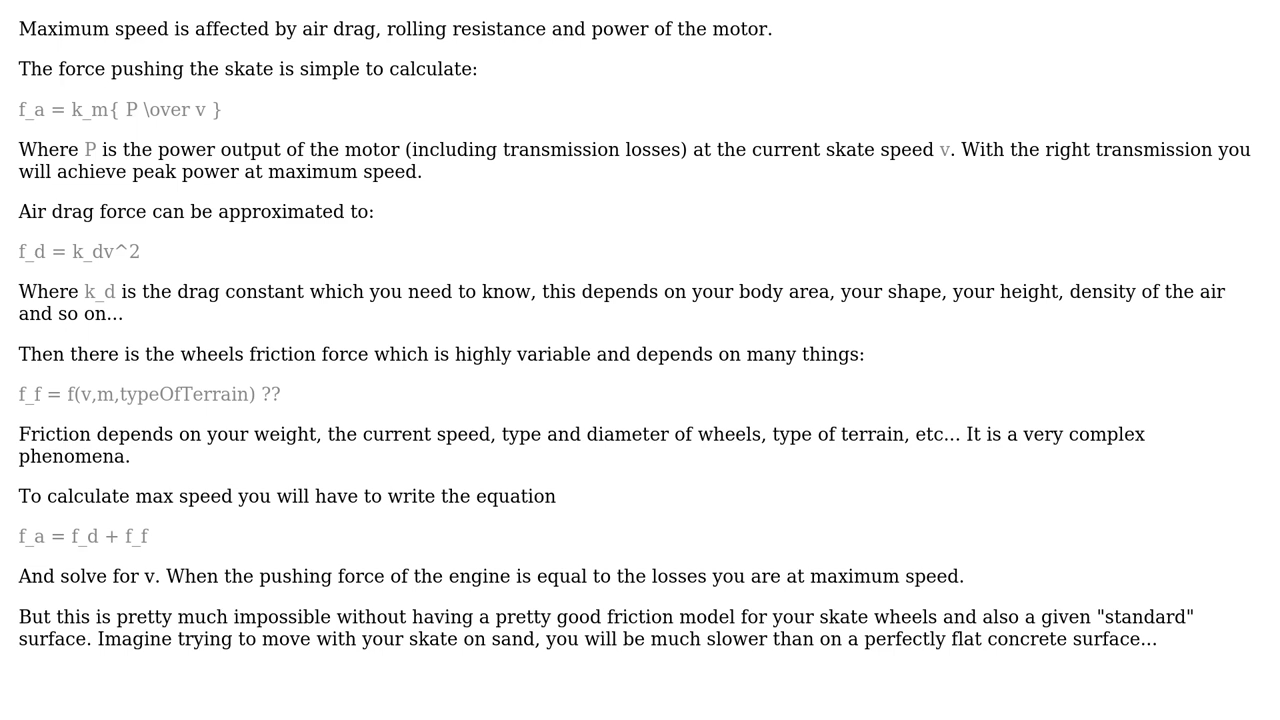 Maximum speed is affected by air drag, rolling resistance and power of the motor.
The force pushing the skate is simple to calculate:
f_a = k_m{ P \over v }
Where P is the power output of the motor (including transmission losses) at the current skate speed v. With the right transmission you
will achieve peak power at maximum speed.
Air drag force can be approximated to:
f_d = k_dv^2
Where k_d is the drag constant which you need to know, this depends on your body area, your shape, your height, density of the air
and so on...
Then there is the wheels friction force which is highly variable and depends on many things:
f_f = f(v,m,typeOfTerrain) ??
Friction depends on your weight, the current speed, type and diameter of wheels, type of terrain, etc... It is a very complex
phenomena.
To calculate max speed you will have to write the equation
f_a = f_d + f_f
And solve for v. When the pushing force of the engine is equal to the losses you are at maximum speed.
But this is pretty much impossible without having a pretty good friction model for your skate wheels and also a given "standard"
surface. Imagine trying to move with your skate on sand, you will be much slower than on a perfectly flat concrete surface...